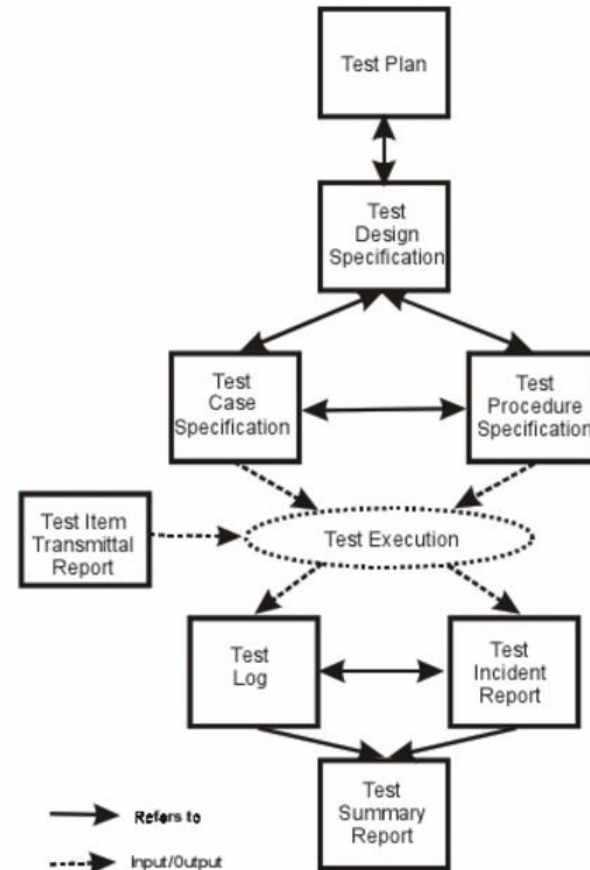 Test Plan
Test
Design
Specification
Test
Case
Specification
Test
Procedure
Specification
Test Item
Transmittal
Report
Test Execution
Test
Log
Test
Incident
Report
Test
Summary
Report
Refers to
Input/Output